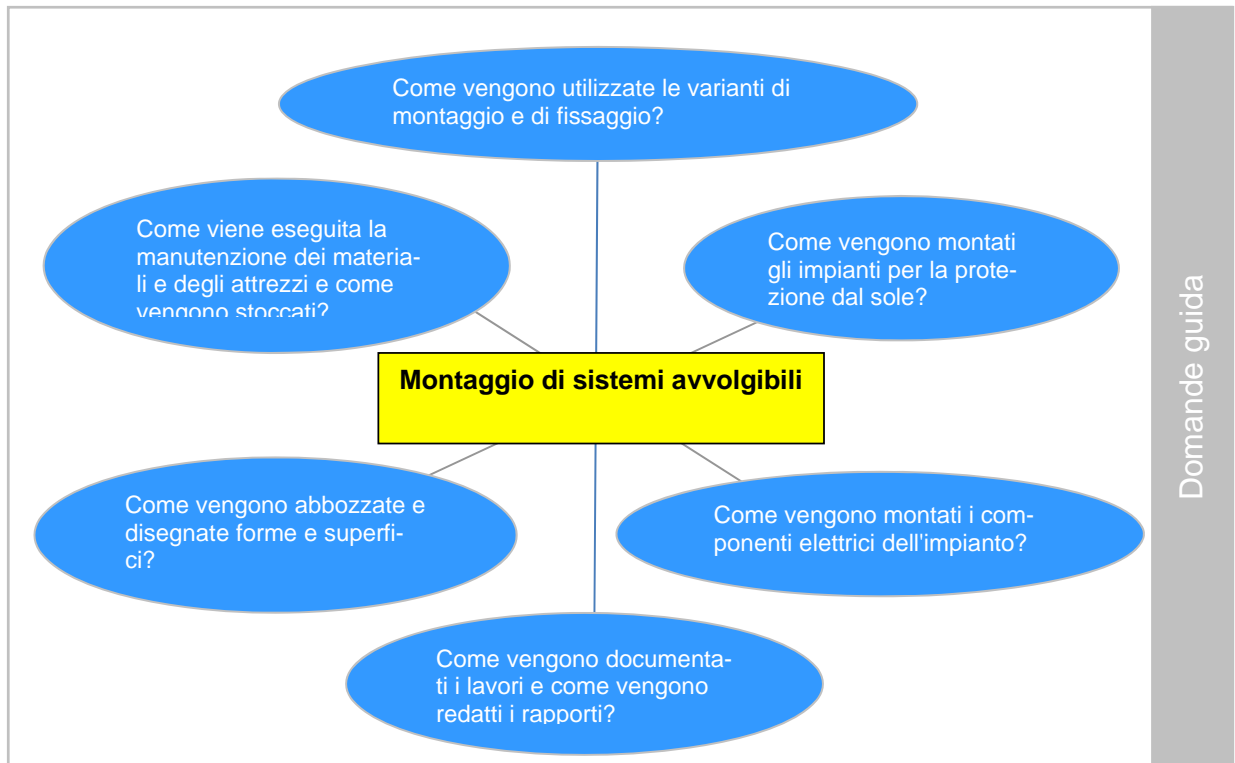 Come vengono utilizzate le varianti di
montaggio e di fissaggio?
Come viene eseguita la
manutenzione dei materia-
li e degli attrezzi e come
vengono stoccati?
Come vengono montati
gli impianti per la prote-
zione dal sole?
Montaggio di sistemi avvolgibili
Come vengono abbozzate e
disegnate forme e superfi-
ci?
Come vengono montati i com-
ponenti elettrici dell'impianto?
Come vengono documenta-
ti i lavori e come vengono
redatti i rapporti?
Domande guida